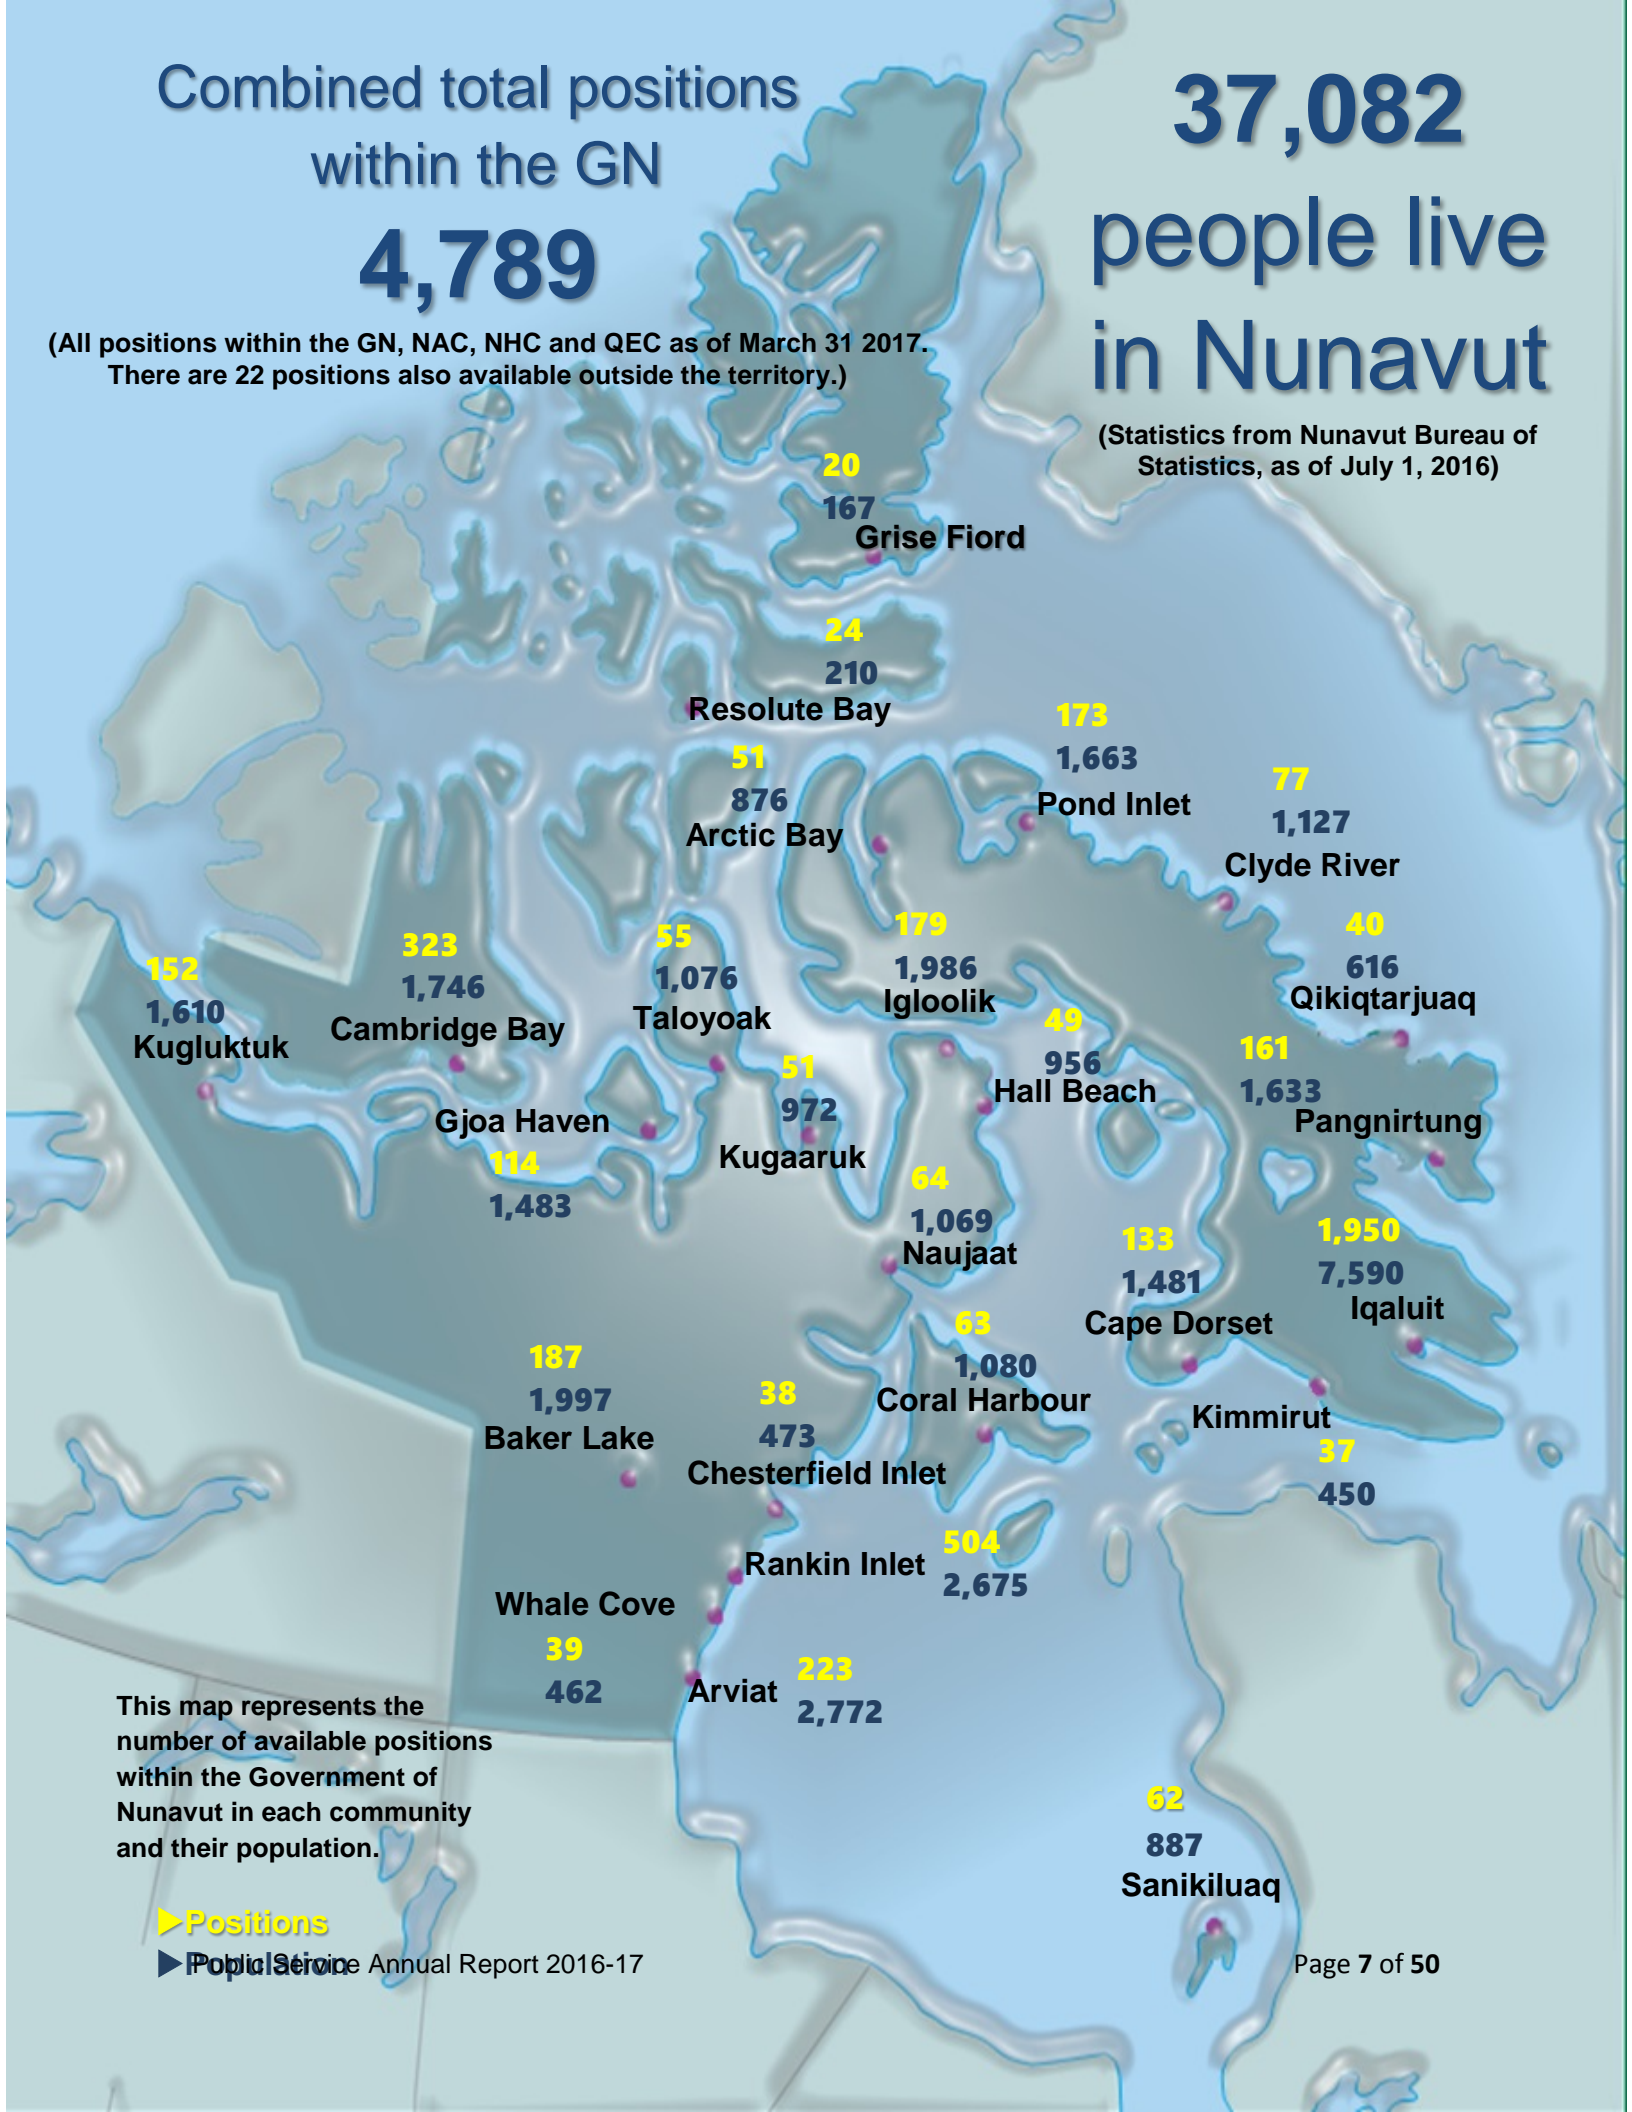 Combined total positions
within the GN
4,789
(All positions within the GN, NAC, NHC and QEC as of March 31 2017.
There are 22 positions also available outside the territory.)
37,082
people live
in Nunavut
(Statistics from Nunavut Bureau of
Statistics, as of July 1, 2016)
20
167
Grise Fiord
24
210
Resolute Bay
51
876
Arctic Bay
173
1,663
Pond Inlet
77
1,127
Clyde River
152
1,610
Kugluktuk
323
1,746
Cambridge Bay
55
1,076
Taloyoak
179
1,986
Igloolik
40
616
Qikiqtarjuaq
49
956
Hall Beach
161
1,633
Pangnirtung
Gjoa Haven
114
1,483
51
972
Kugaaruk
64
1,069
Naujaat
133
1,481
Cape Dorset
1,950
7,590
Iqaluit
187
1,997
Baker Lake
38
473
Chesterfield Inlet
63
1,080
Coral Harbour
Kimmirut
37
450
Rankin Inlet
504
2,675
Whale Cove
39
462
Arviat
223
2,772
This map represents the
number of available positions
within the Government of
Nunavut in each community
and their population.
62
887
Sanikiluaq
Positions
Population
Public Service Annual Report 2016-17
Page 7 of 50